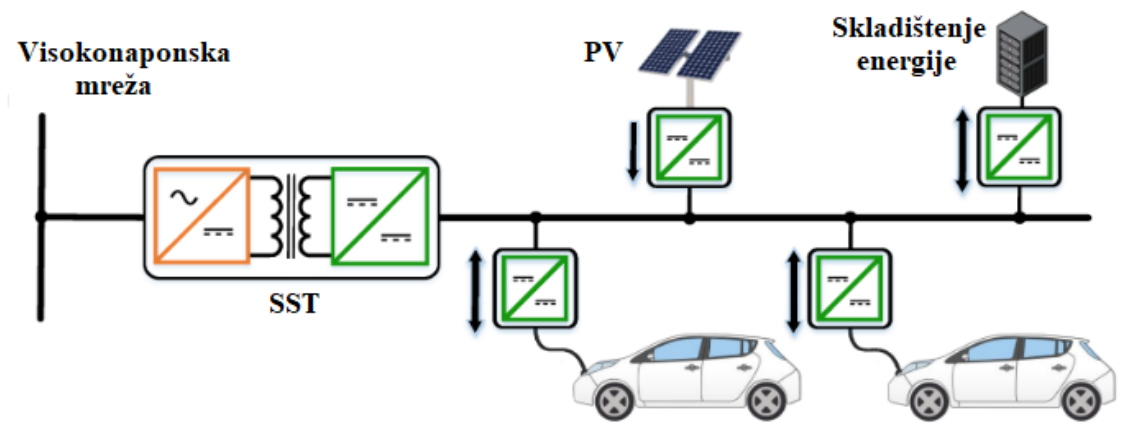 Visokonaponska
mreža
SST
PV
Skladištenje
energije